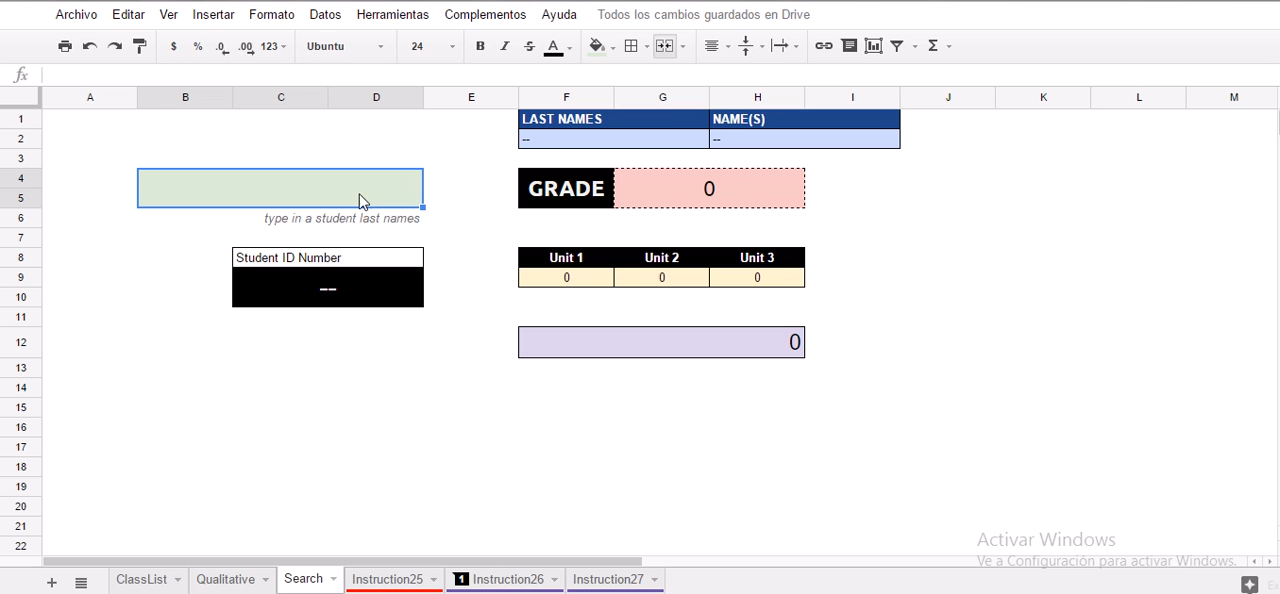 Archivo Editar Ver Insertar Formato Datos Herramientas Complementos Ayuda Todos los cambios guardados en Drive
$ % .0 .00 123 Ubuntu 24 B I S A Σ
fx
A B C D E F G H I J K L M
1 LAST NAMES NAME(S)
2 -- --
3
4 GRADE 0
5
6 type in a student last names
7
8 Student ID Number Unit 1 Unit 2 Unit 3
9 0 0 0
10 --
11
12 0
13
14
15
16
17
18
19
20
21
22
Activar Windows
Ve a Configuración para activar Windows.
+ ClassList Qualitative Search Instruction25 1 Instruction26 Instruction27